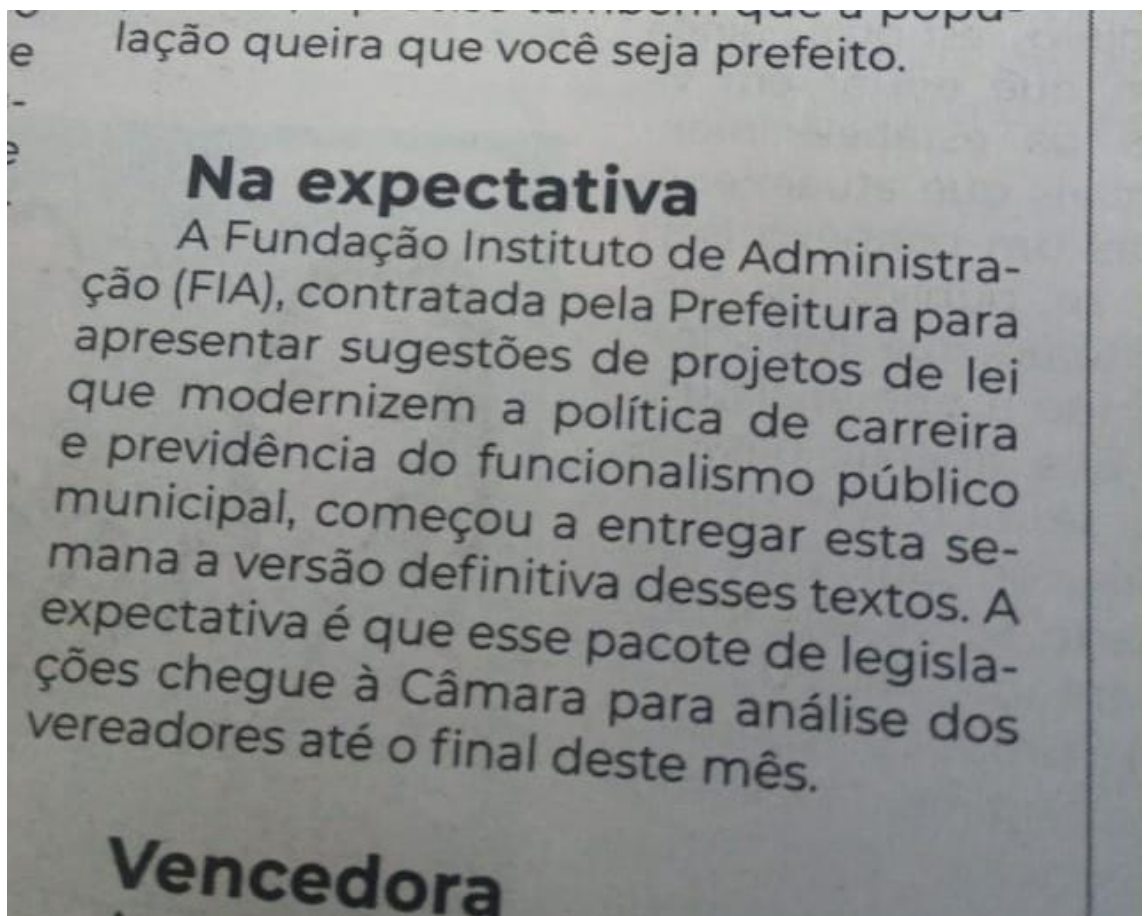 também que a popu-
lação queira que você seja prefeito.
e
-
e
Na expectativa
A Fundação Instituto de Administra-
ção (FIA), contratada pela Prefeitura para
apresentar sugestões de projetos de lei
que modernizem a política de carreira
e previdência do funcionalismo público
municipal, começou a entregar esta se-
mana a versão definitiva desses textos. A
expectativa é que esse pacote de legisla-
ções chegue à Câmara para análise dos
vereadores até o final deste mês.
Vencedora